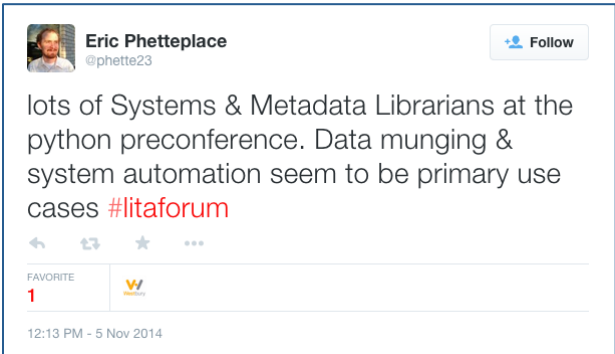 Eric Phetteplace
@phette23
Follow
lots of Systems & Metadata Librarians at the
python preconference. Data munging &
system automation seem to be primary use
cases #litaforum
FAVORITE
1
12:13 PM - 5 Nov 2014